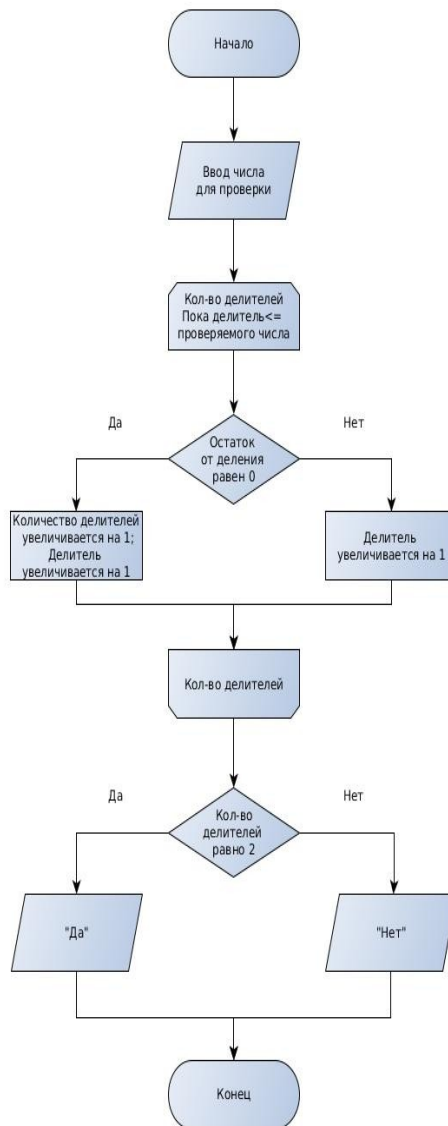 Начало
Ввод числа
для проверки
Кол-во делителей
Пока делитель<=
проверяемого числа
Да
Нет
Остаток
от деления
равен 0
Количество делителей
увеличивается на 1;
Делитель
увеличивается на 1
Делитель
увеличивается на 1
Кол-во делителей
Да
Нет
Кол-во
делителей
равно 2
"Да"
"Нет"
Конец